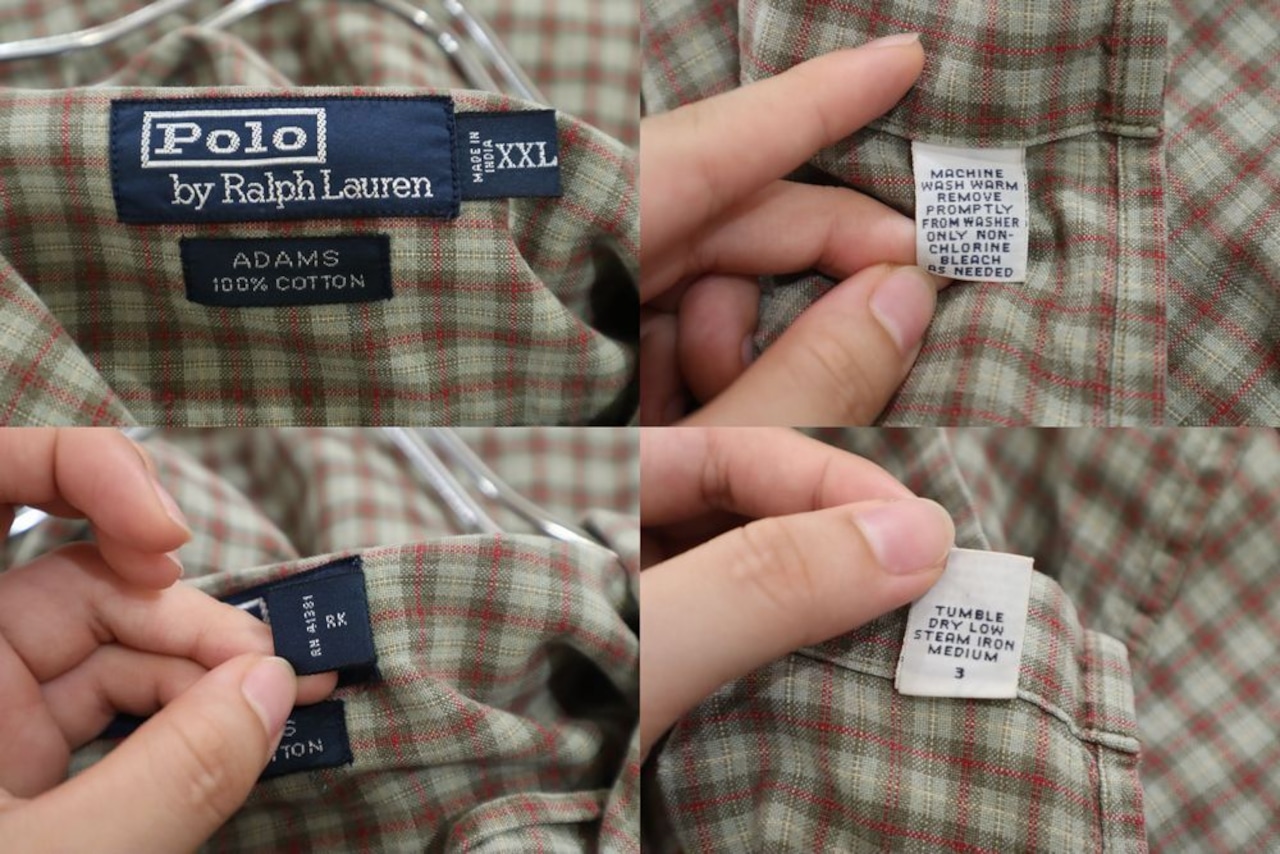 Polo
by Ralph Lauren
MADE IN
INDIA
XXL
ADAMS
100% COTTON
MACHINE
WASH WARM
REMOVE
PROMPTLY
FROM WASHER
ONLY NON-
CHLORINE
BLEACH
AS NEEDED
RN 41381
TTON
TUMBLE
DRY LOW
STEAM IRON
MEDIUM
3